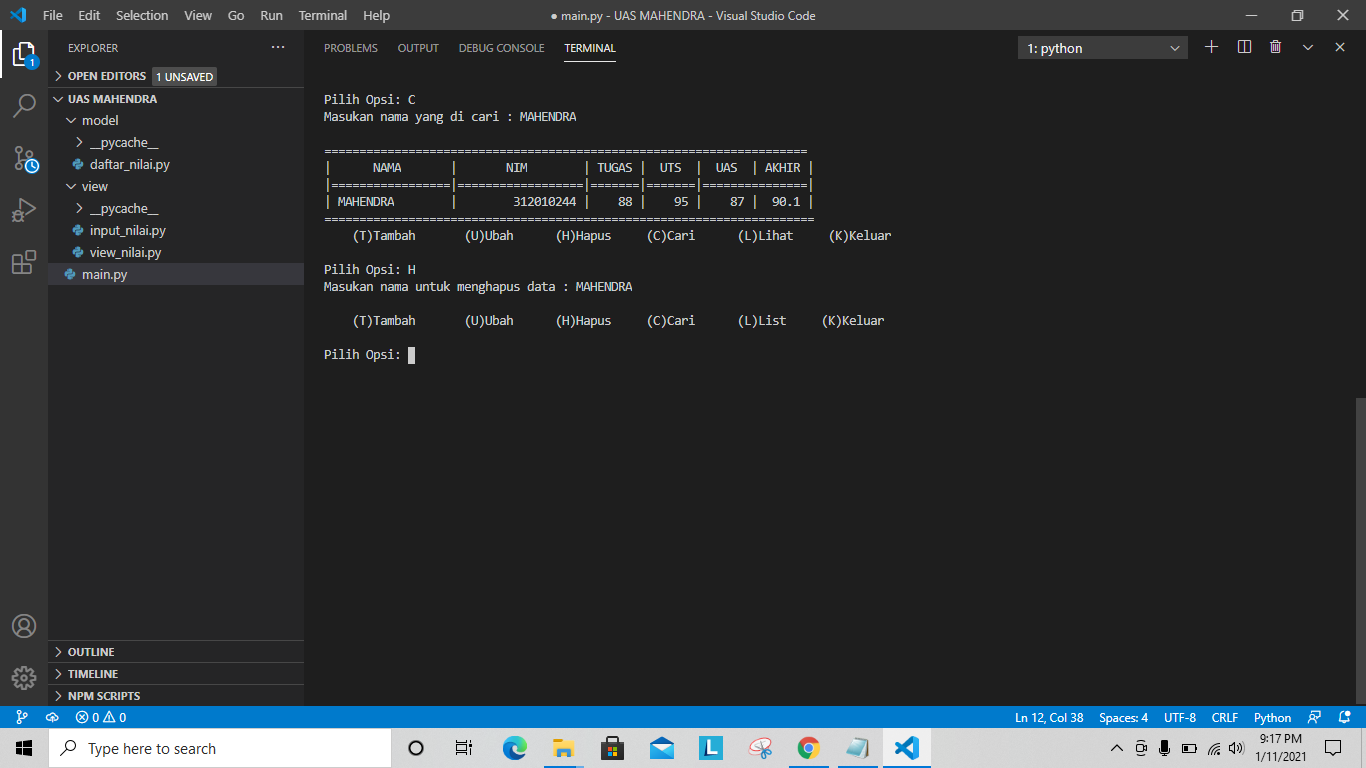 File Edit Selection View Go Run Terminal Help
● main.py - UAS MAHENDRA - Visual Studio Code
EXPLORER
PROBLEMS OUTPUT DEBUG CONSOLE TERMINAL
1: python
1
OPEN EDITORS 1 UNSAVED
UAS MAHENDRA
model
__pycache__
daftar_nilai.py
view
__pycache__
input_nilai.py
view_nilai.py
main.py
OUTLINE
TIMELINE
NPM SCRIPTS
Pilih Opsi: C
Masukan nama yang di cari : MAHENDRA
=====================================================================
|      NAMA       |       NIM        | TUGAS |  UTS  |  UAS  | AKHIR |
|=================|==================|=======|=======|===============|
| MAHENDRA        |        312010244 |    88 |    95 |    87 |  90.1 |
======================================================================
(T)Tambah       (U)Ubah      (H)Hapus     (C)Cari      (L)Lihat     (K)Keluar
Pilih Opsi: H
Masukan nama untuk menghapus data : MAHENDRA
(T)Tambah       (U)Ubah      (H)Hapus     (C)Cari      (L)List     (K)Keluar
Pilih Opsi:
0 0
Ln 12, Col 38 Spaces: 4 UTF-8 CRLF Python
Type here to search
L
9:17 PM
1/11/2021